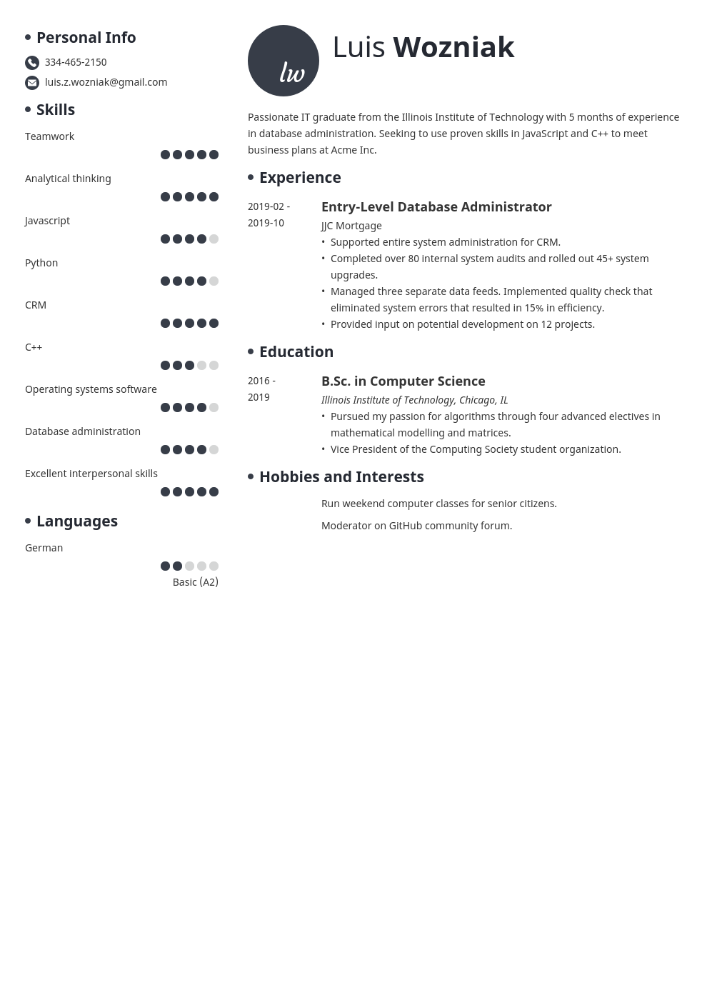 Personal Info
334-465-2150
luis.z.wozniak@gmail.com
Skills
Teamwork
Analytical thinking
Javascript
Python
CRM
C++
Operating systems software
Database administration
Excellent interpersonal skills
Languages
German
Basic (A2)
lw
Luis Wozniak
Passionate IT graduate from the Illinois Institute of Technology with 5 months of experience
in database administration. Seeking to use proven skills in JavaScript and C++ to meet
business plans at Acme Inc.
Experience
2019-02 -
2019-10
Entry-Level Database Administrator
JJC Mortgage
• Supported entire system administration for CRM.
• Completed over 80 internal system audits and rolled out 45+ system
upgrades.
• Managed three separate data feeds. Implemented quality check that
eliminated system errors that resulted in 15% in efficiency.
• Provided input on potential development on 12 projects.
Education
2016 -
2019
B.Sc. in Computer Science
Illinois Institute of Technology, Chicago, IL
• Pursued my passion for algorithms through four advanced electives in
mathematical modelling and matrices.
• Vice President of the Computing Society student organization.
Hobbies and Interests
Run weekend computer classes for senior citizens.
Moderator on GitHub community forum.